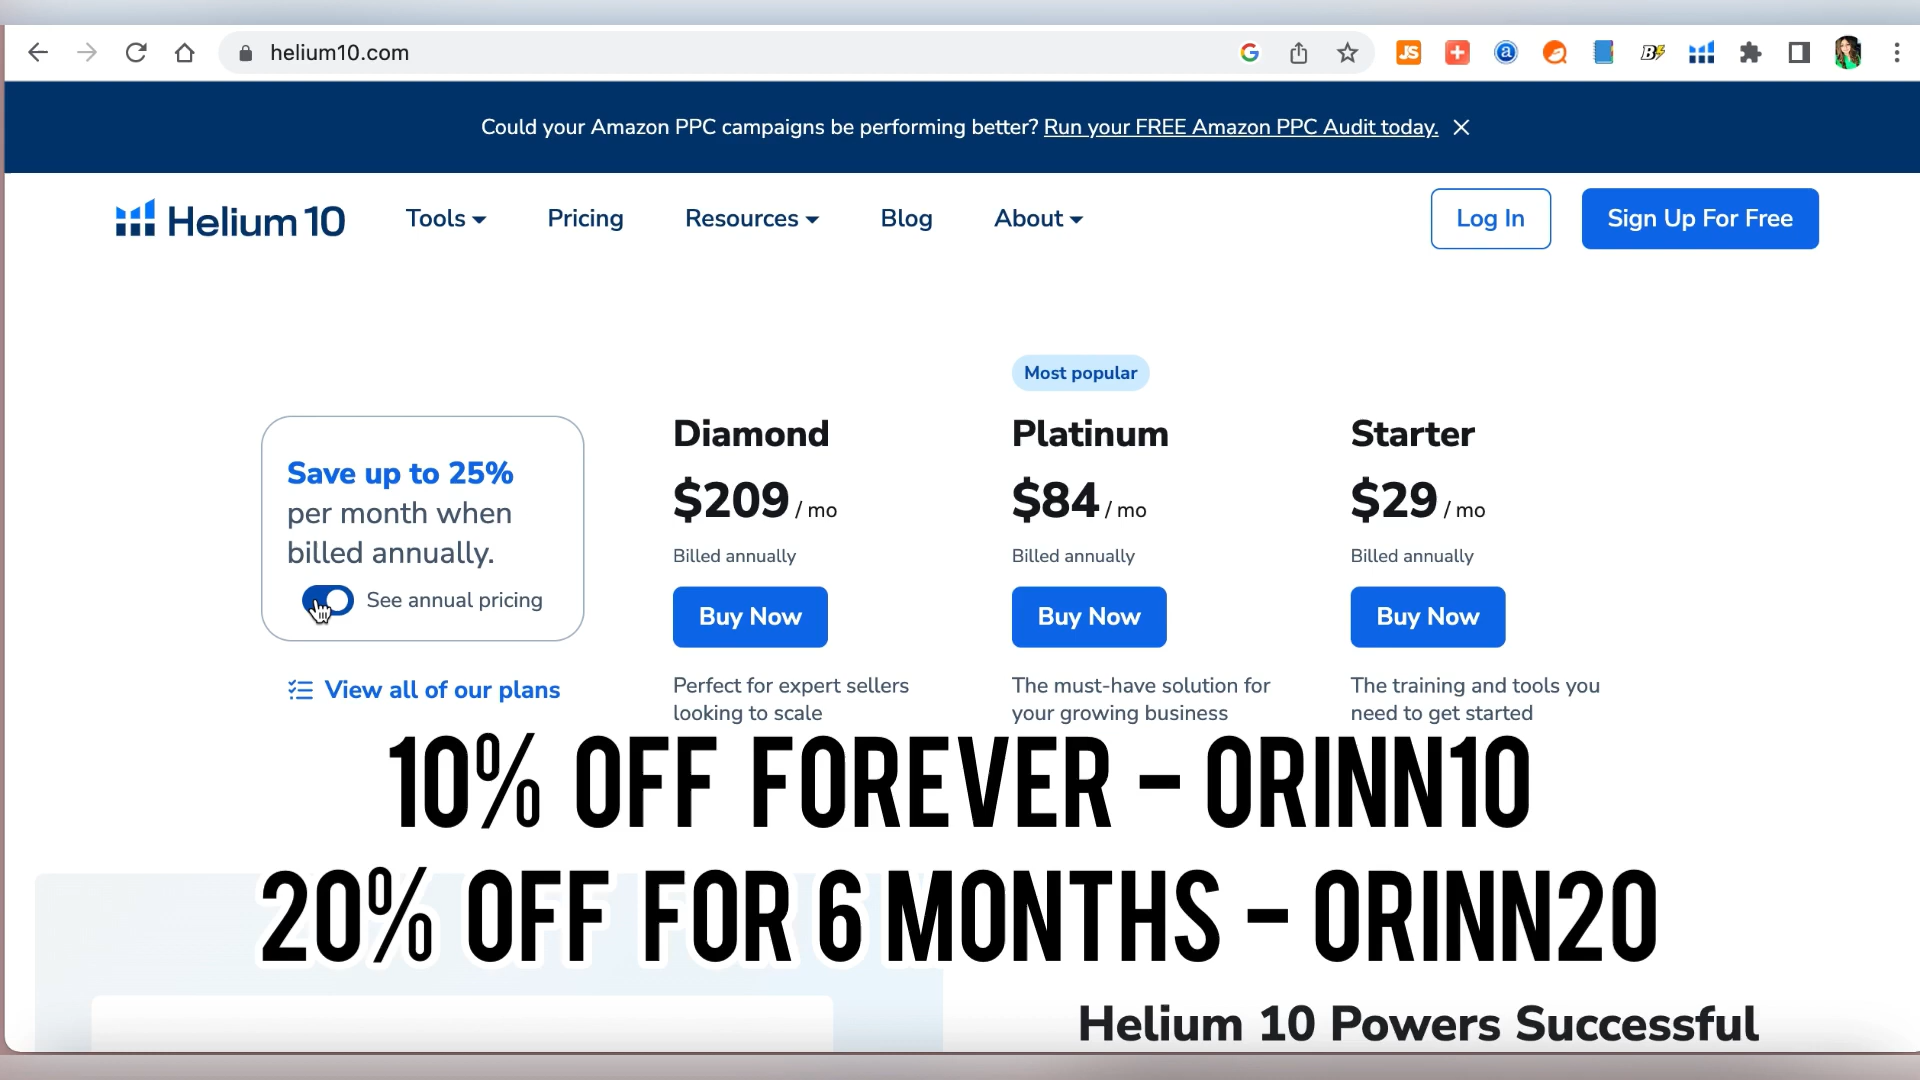 helium10.com
Could your Amazon PPC campaigns be performing better? Run your FREE Amazon PPC Audit today.
Helium 10
Tools
Pricing
Resources
Blog
About
Log In
Sign Up For Free
Save up to 25%
per month when
billed annually.
See annual pricing
View all of our plans
Diamond
$209 / mo
Billed annually
Buy Now
Perfect for expert sellers
looking to scale
Most popular
Platinum
$84 / mo
Billed annually
Buy Now
The must-have solution for
your growing business
Starter
$29 / mo
Billed annually
Buy Now
The training and tools you
need to get started
10% OFF FOREVER - ORINN10
20% OFF FOR 6 MONTHS - ORINN20
Helium 10 Powers Successful